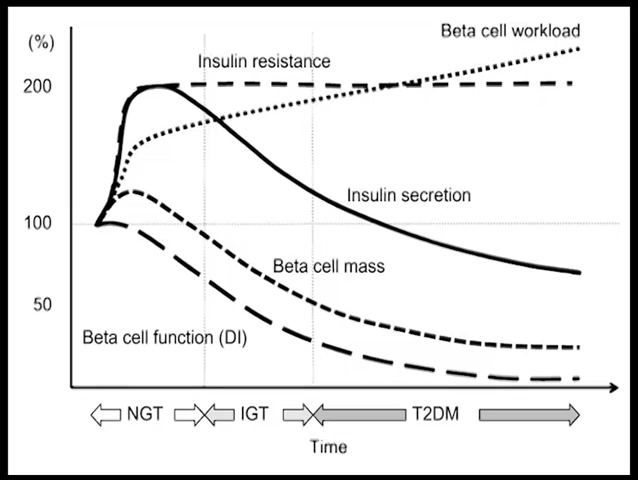 Beta cell workload
(%)
Insulin resistance
200
Insulin secretion
100
Beta cell mass
50
Beta cell function (DI)
NGT
IGT
T2DM
Time